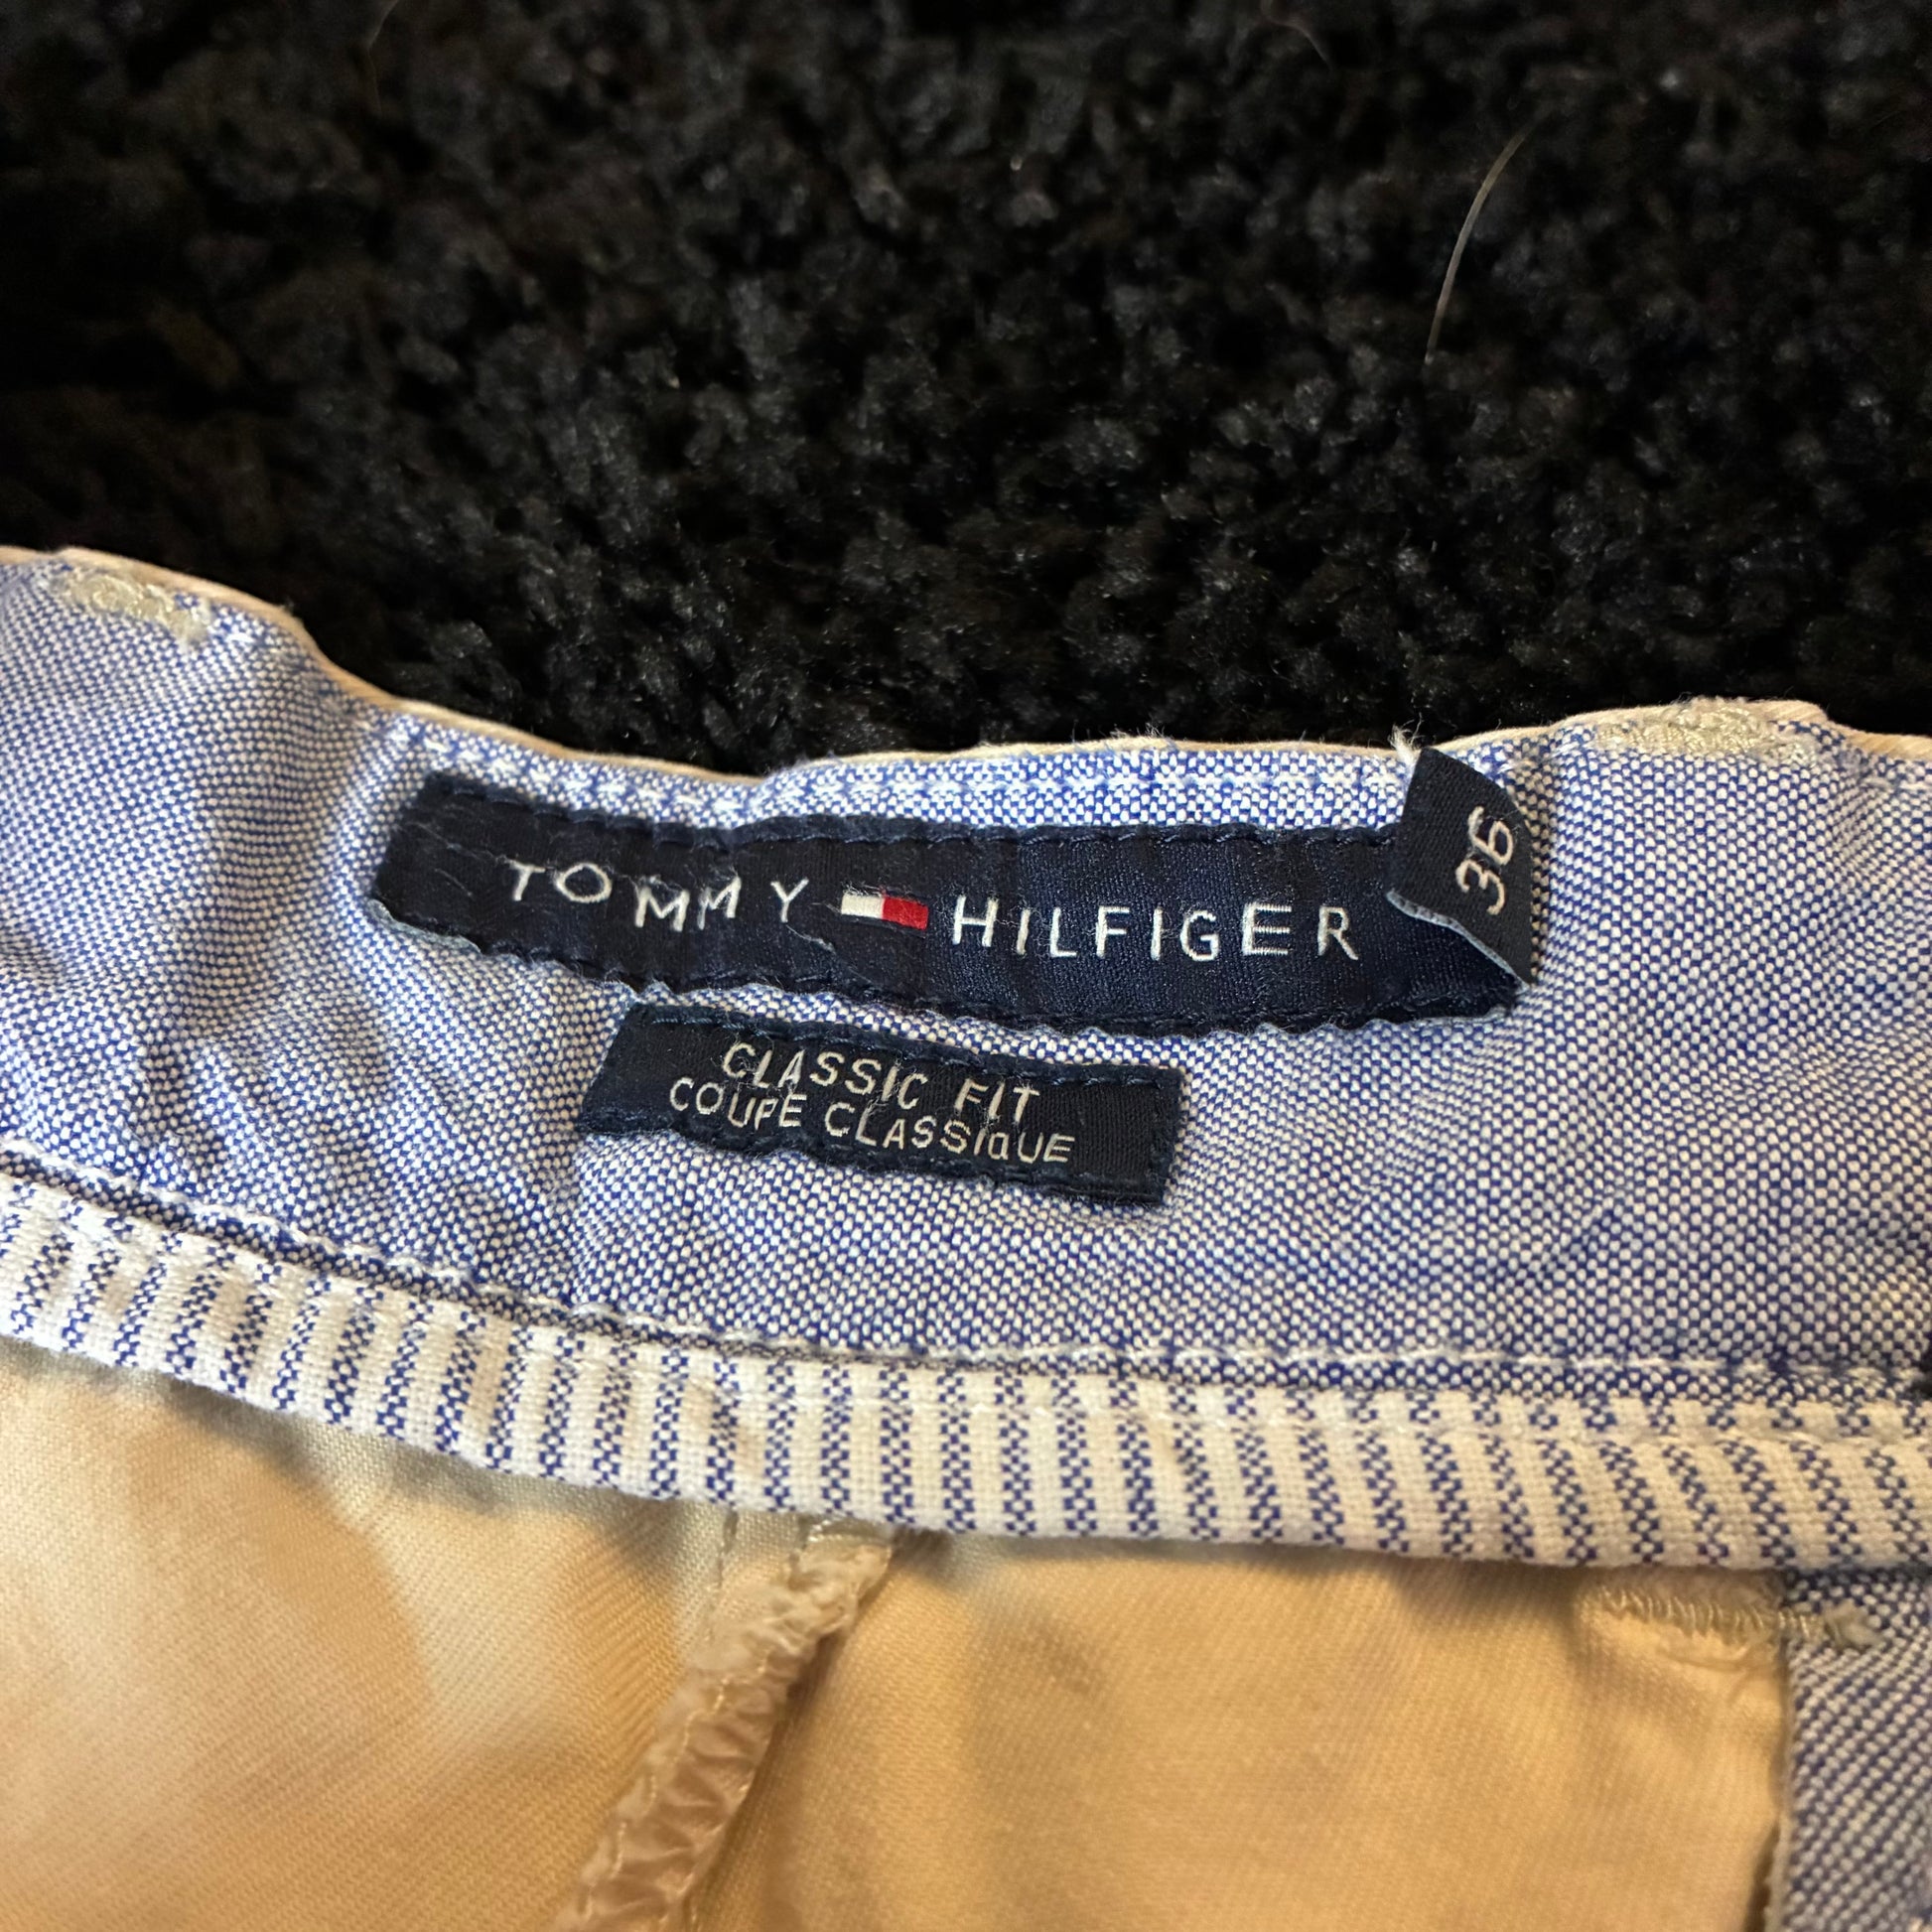 TOMMY HILFIGER
36
CLASSIC FIT
COUPE CLASSIQUE